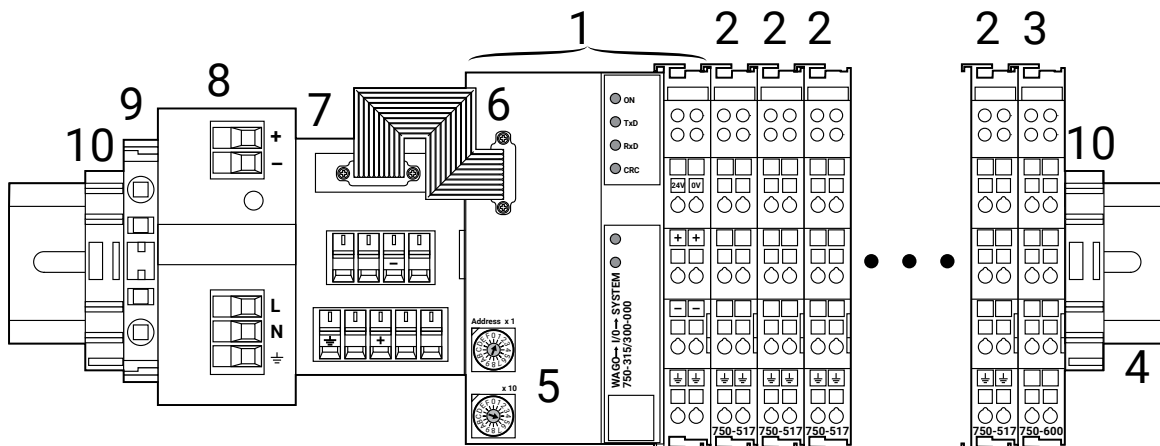 1 2 2 2 2 3
8
9 7 6
10 10
+
−
ON
TxD
RxD
CRC
24V 0V
+ +
− −
−
+
L
N
Address x 1
x 10
5
4
WAGO→ I/O→ SYSTEM
750-315/300-000
750-517 750-517 750-517 750-517 750-600